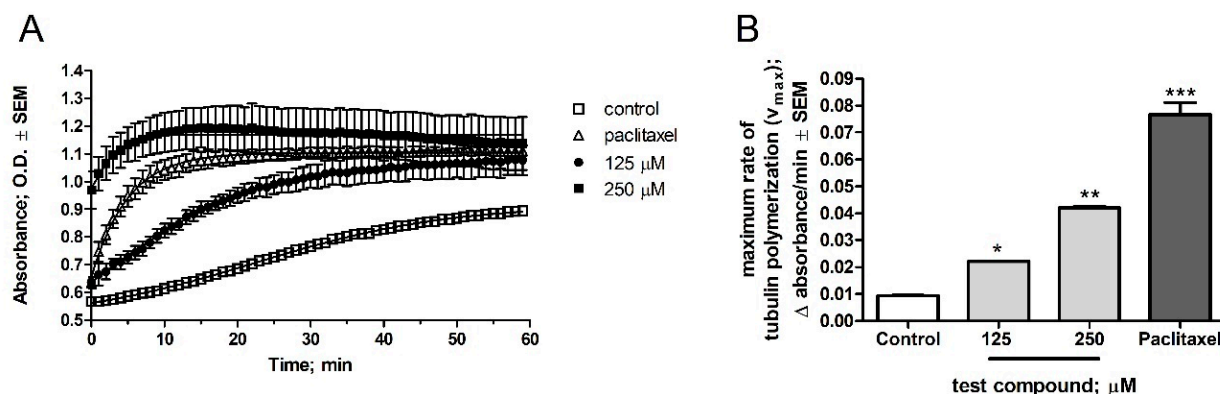 A
Absorbance; O.D. ± SEM
1.4
1.3
1.2
1.1
1.0
0.9
0.8
0.7
0.6
0.5
0
10
20
30
40
50
60
Time; min
control
paclitaxel
125 µM
250 µM
B
maximum rate of
tubulin polymerization (vmax);
Δ absorbance/min ± SEM
0.09
0.08
0.07
0.06
0.05
0.04
0.03
0.02
0.01
0.00
*
**
***
Control
125
250
Paclitaxel
test compound; µM